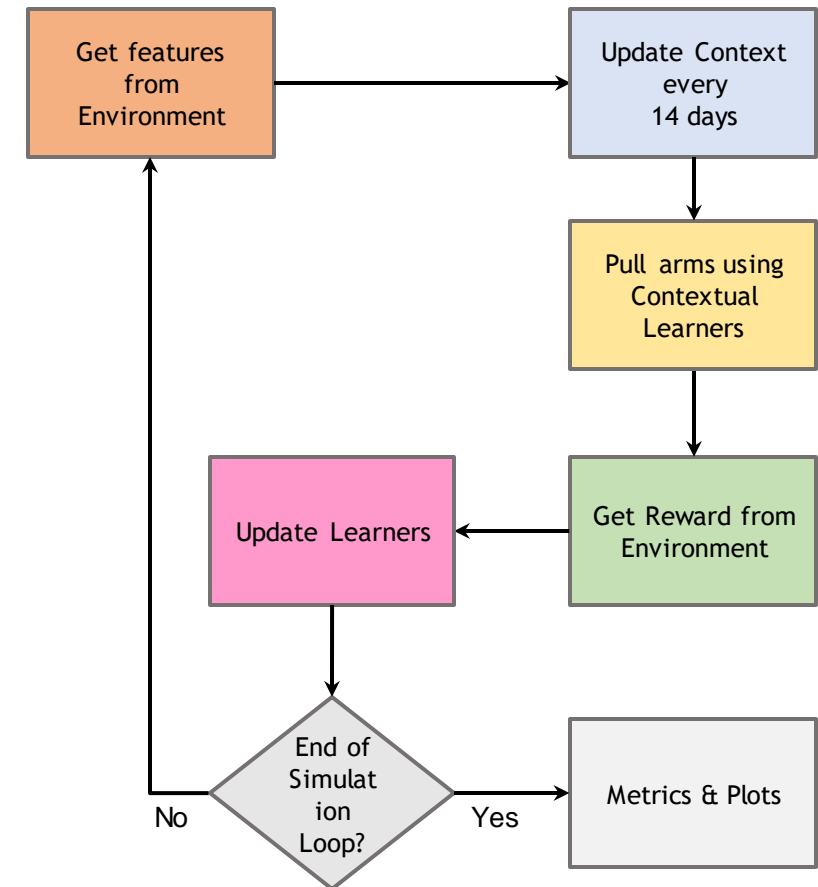 Get features
from
Environment
Update Context
every
14 days
Pull arms using
Contextual
Learners
Get Reward from
Environment
Update Learners
End of
Simulat
ion
Loop?
No
Yes
Metrics & Plots